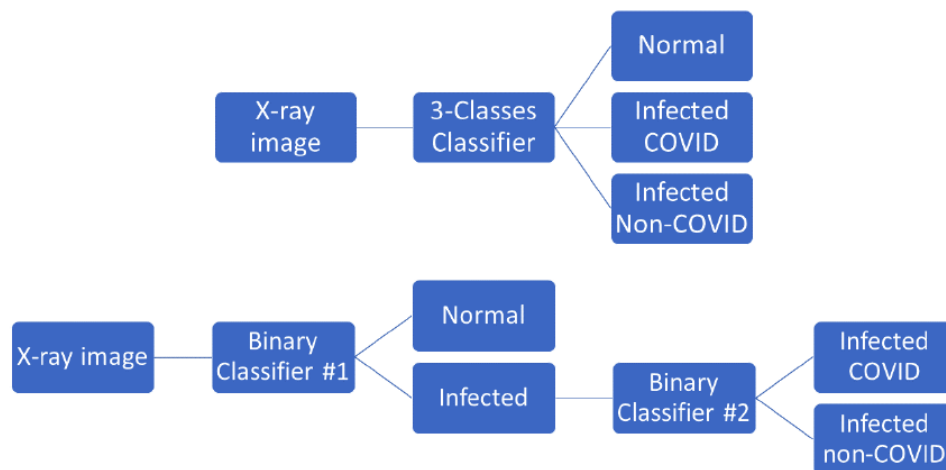 Normal
X-ray
image
3-Classes
Classifier
Infected
COVID
Infected
Non-COVID
X-ray image
Binary
Classifier #1
Normal
Infected
Binary
Classifier #2
Infected
COVID
Infected
non-COVID